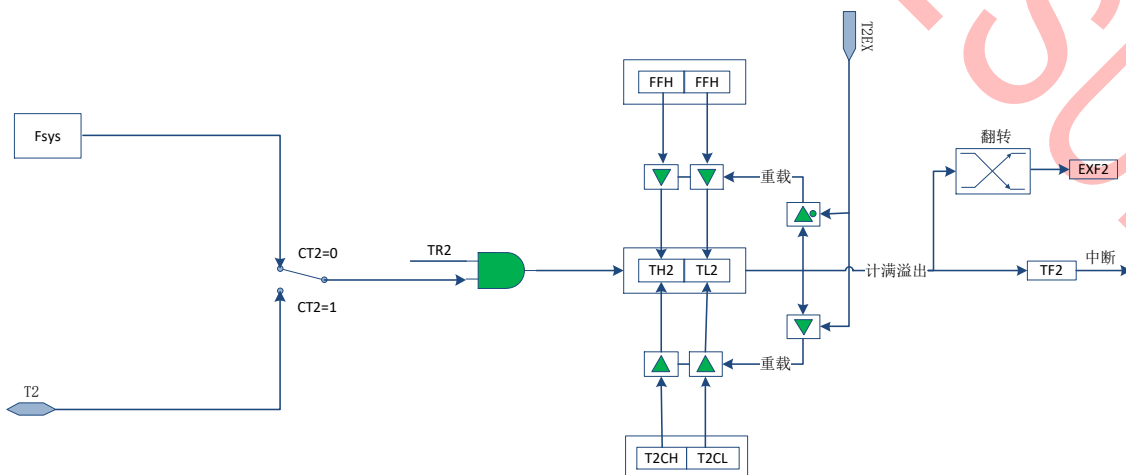 T2EX
FFH FFH
Fsys
翻转
重载
EXF2
CT2=0
TR2
TH2 TL2
计满溢出
TF2
中断
CT2=1
重载
T2
T2CH T2CL